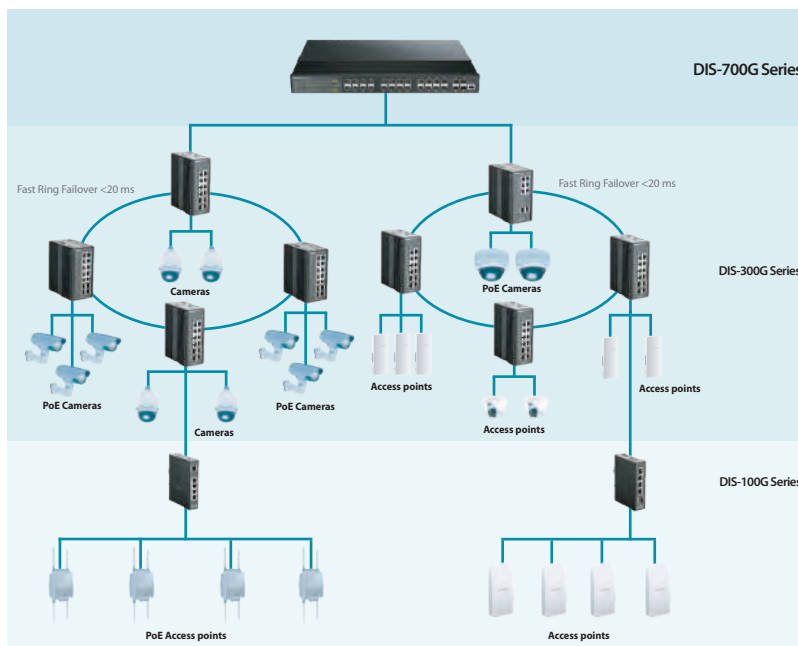 DIS-700G Series
Fast Ring Failover <20 ms
Fast Ring Failover <20 ms
Cameras
PoE Cameras
DIS-300G Series
PoE Cameras
Cameras
PoE Cameras
Access points
Access points
Access points
DIS-100G Series
PoE Access points
Access points